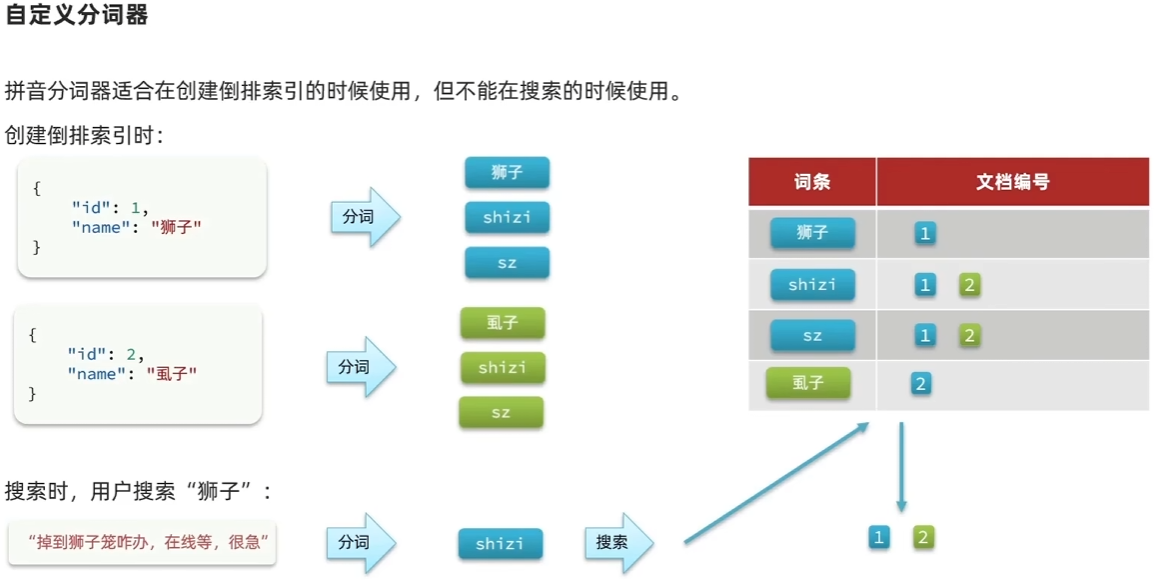 自定义分词器
拼音分词器适合在创建倒排索引的时候使用，但不能在搜索的时候使用。
创建倒排索引时：
{
"id": 1,
"name": "狮子"
}
分词
狮子
shizi
sz
{
"id": 2,
"name": "虱子"
}
分词
虱子
shizi
sz
词条 文档编号
狮子 1
shizi 1 2
sz 1 2
虱子 2
搜索时，用户搜索“狮子”：
“掉到狮子笼咋办，在线等，很急”
分词
shizi
搜索
1 2